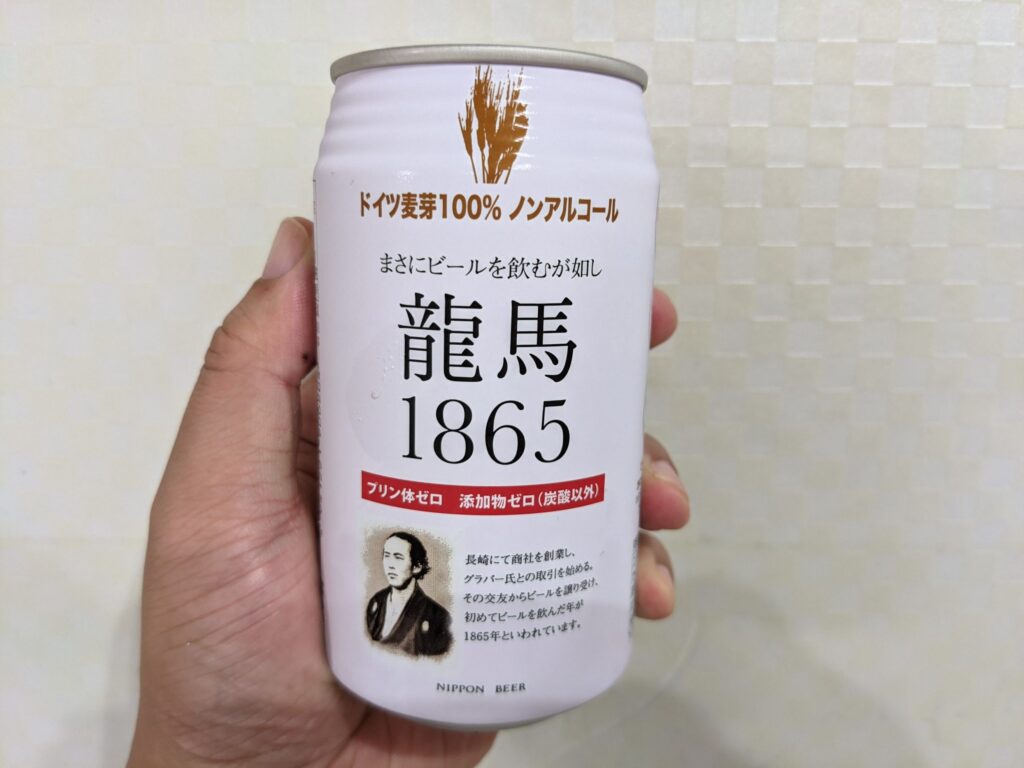 ドイツ麦芽100% ノンアルコール
まさにビールを飲むが如し
龍馬
1865
プリン体ゼロ 添加物ゼロ(炭酸以外)
長崎にて商社を創業し、
グラバー氏との取引を始める。
その交友からビールを譲り受け、
初めてビールを飲んだ年が
1865年といわれています。
NIPPON BEER